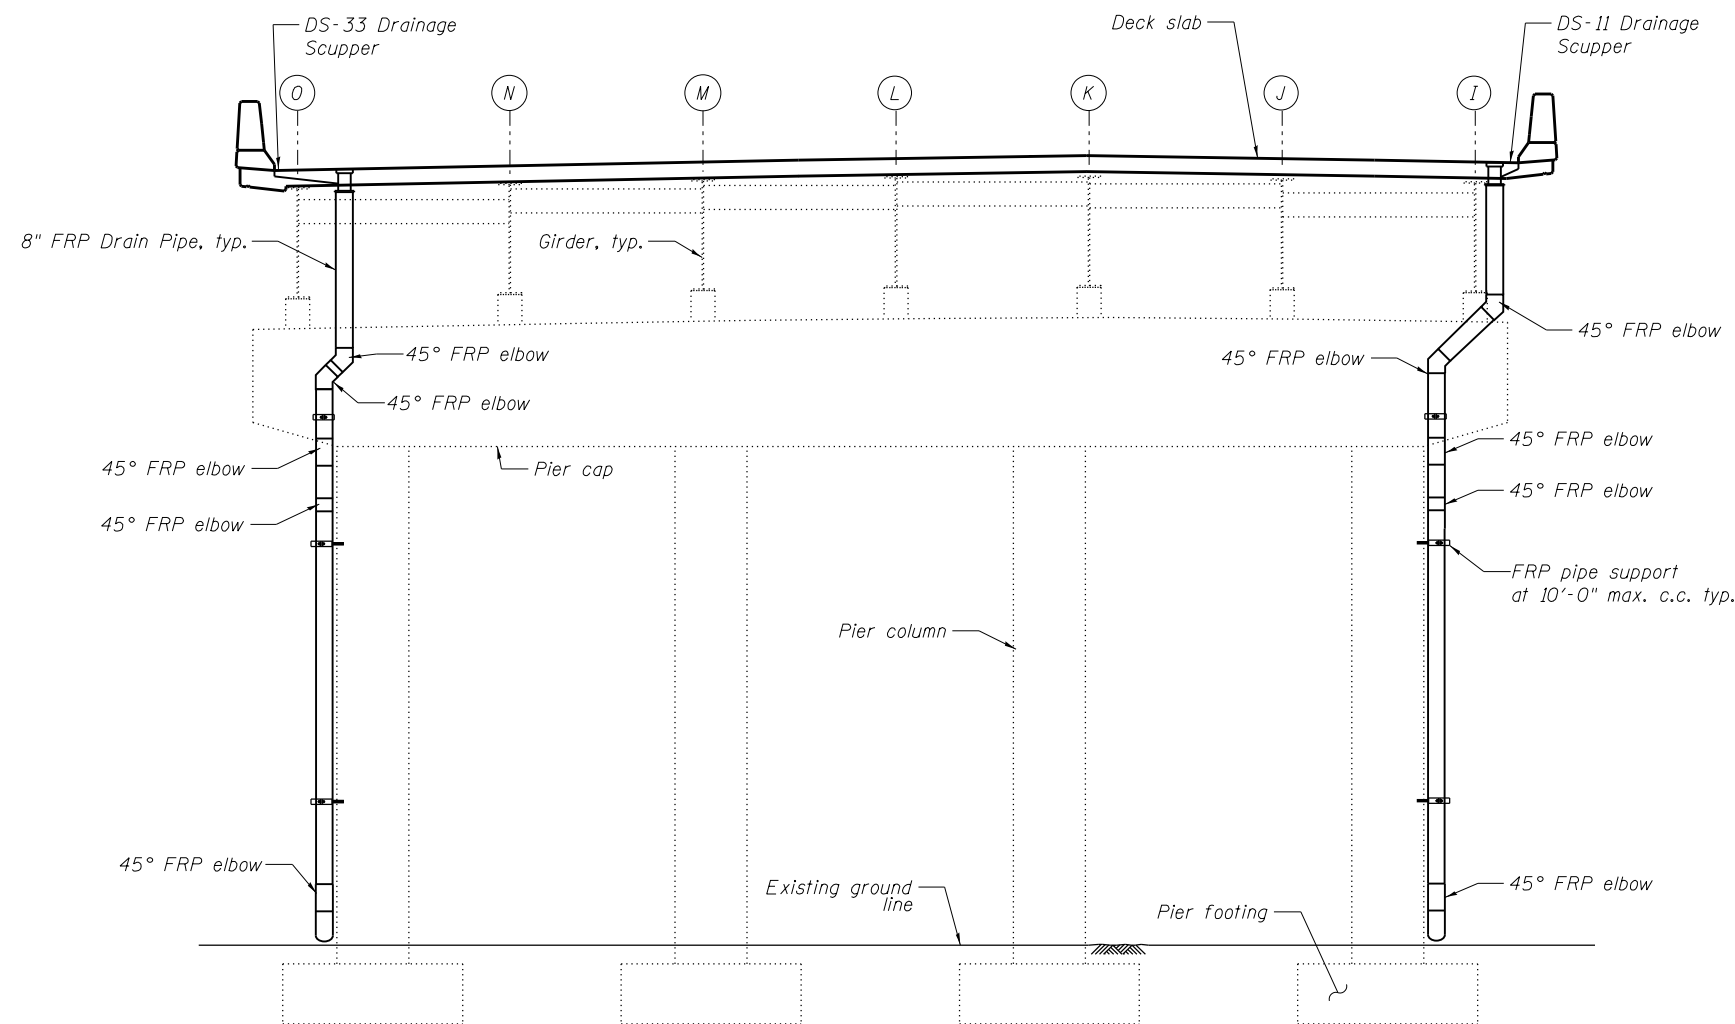 DS-33 Drainage
Scupper
Deck slab
DS-11 Drainage
Scupper
O
N
M
L
K
J
I
8" FRP Drain Pipe, typ.
Girder, typ.
45° FRP elbow
45° FRP elbow
45° FRP elbow
45° FRP elbow
45° FRP elbow
45° FRP elbow
Pier cap
45° FRP elbow
45° FRP elbow
45° FRP elbow
FRP pipe support
at 10'-0" max. c.c. typ.
Pier column
45° FRP elbow
Existing ground
line
45° FRP elbow
Pier footing